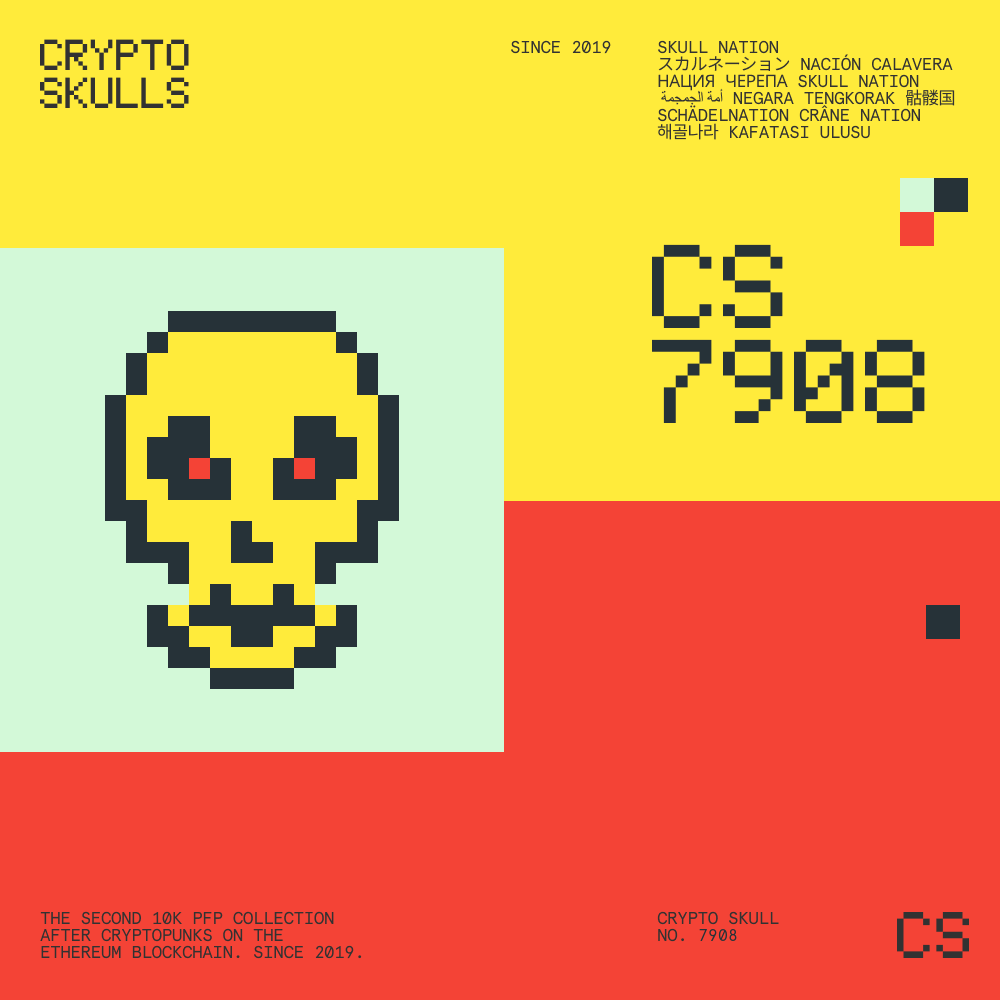 CRYPTO
SKULLS
SINCE 2019
SKULL NATION
スカルネーション NACIÓN CALAVERA
НАЦИЯ ЧЕРЕПА SKULL NATION
أمة الجمجمة NEGARA TENGKORAK 骷髅国
SCHÄDELNATION CRÂNE NATION
해골나라 KAFATASI ULUSU
CS
7908
THE SECOND 10K PFP COLLECTION
AFTER CRYPTOPUNKS ON THE
ETHEREUM BLOCKCHAIN. SINCE 2019.
CRYPTO SKULL
NO. 7908
CS